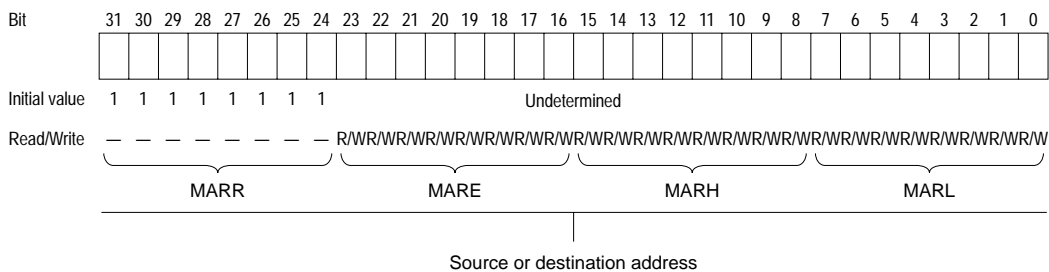 Bit 31 30 29 28 27 26 25 24 23 22 21 20 19 18 17 16 15 14 13 12 11 10 9 8 7 6 5 4 3 2 1 0
Initial value 1 1 1 1 1 1 1 1 Undetermined
Read/Write — — — — — — — — R/W R/W R/W R/W R/W R/W R/W R/W R/W R/W R/W R/W R/W R/W R/W R/W R/W R/W R/W R/W R/W R/W R/W R/W
MARR MARE MARH MARL
Source or destination address